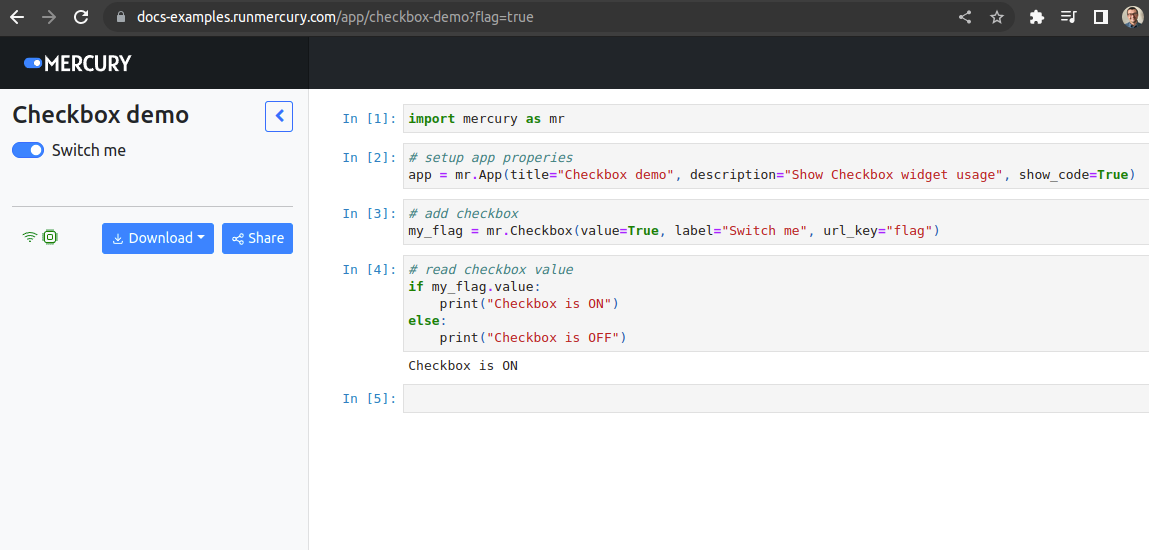 docs-examples.runmercury.com/app/checkbox-demo?flag=true
MERCURY
Checkbox demo
Switch me
Download
Share
In [1]: import mercury as mr
In [2]: # setup app properies
app = mr.App(title="Checkbox demo", description="Show Checkbox widget usage", show_code=True)
In [3]: # add checkbox
my_flag = mr.Checkbox(value=True, label="Switch me", url_key="flag")
In [4]: # read checkbox value
if my_flag.value:
    print("Checkbox is ON")
else:
    print("Checkbox is OFF")
Checkbox is ON
In [5]: